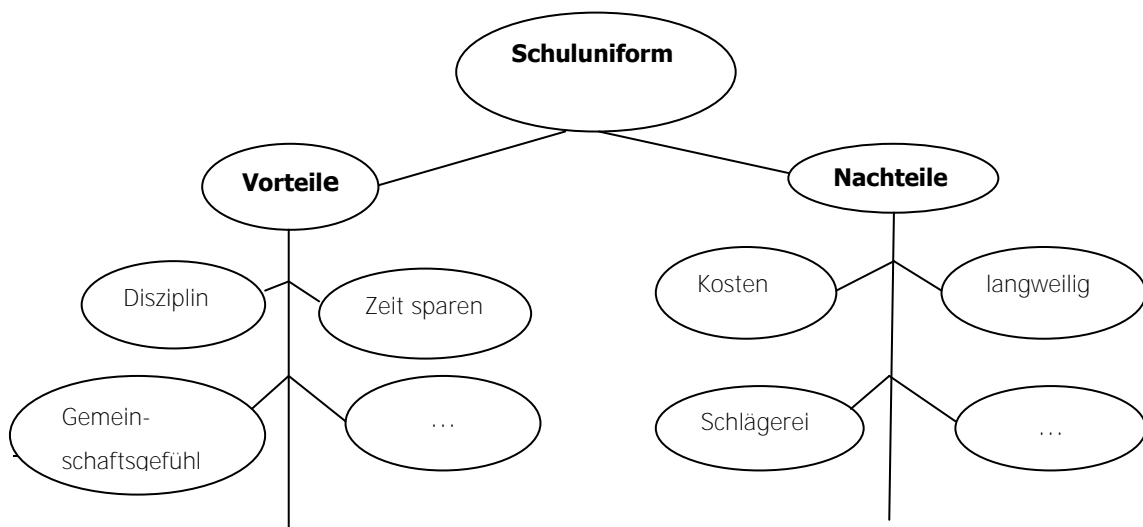 Schuluniform
Vorteile
Nachteile
Disziplin
Zeit sparen
Kosten
langweilig
Gemein-
schaftsgefühl
…
Schlägerei
…